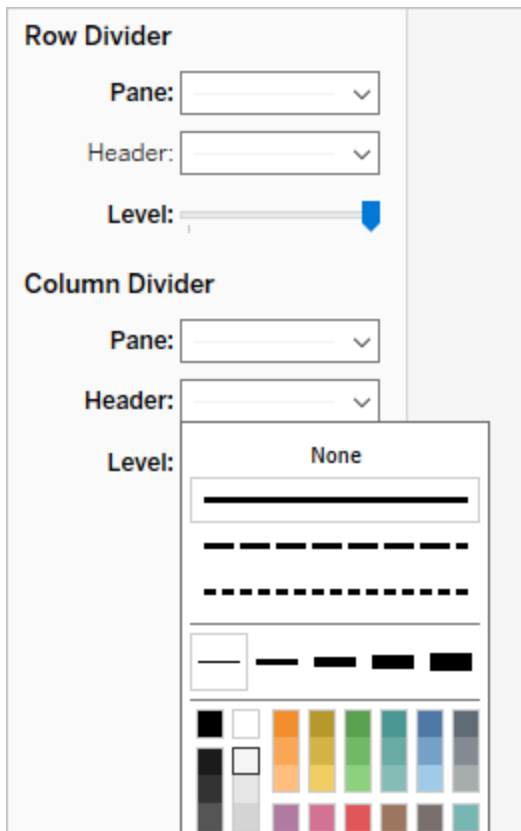 Row Divider
Pane:
Header:
Level:
Column Divider
Pane:
Header:
Level:
None